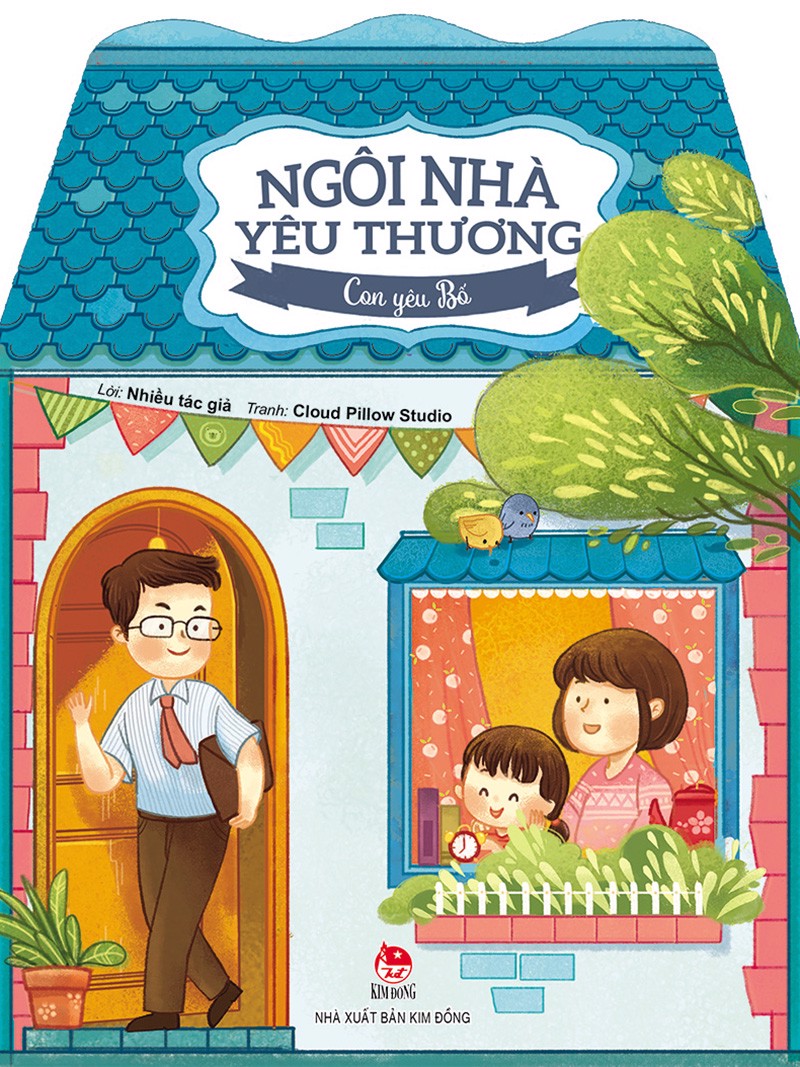 NGÔI NHÀ
YÊU THƯƠNG
Con yêu Bố
Lời: Nhiều tác giả Tranh: Cloud Pillow Studio
KIM ĐỒNG
NHÀ XUẤT BẢN KIM ĐỒNG